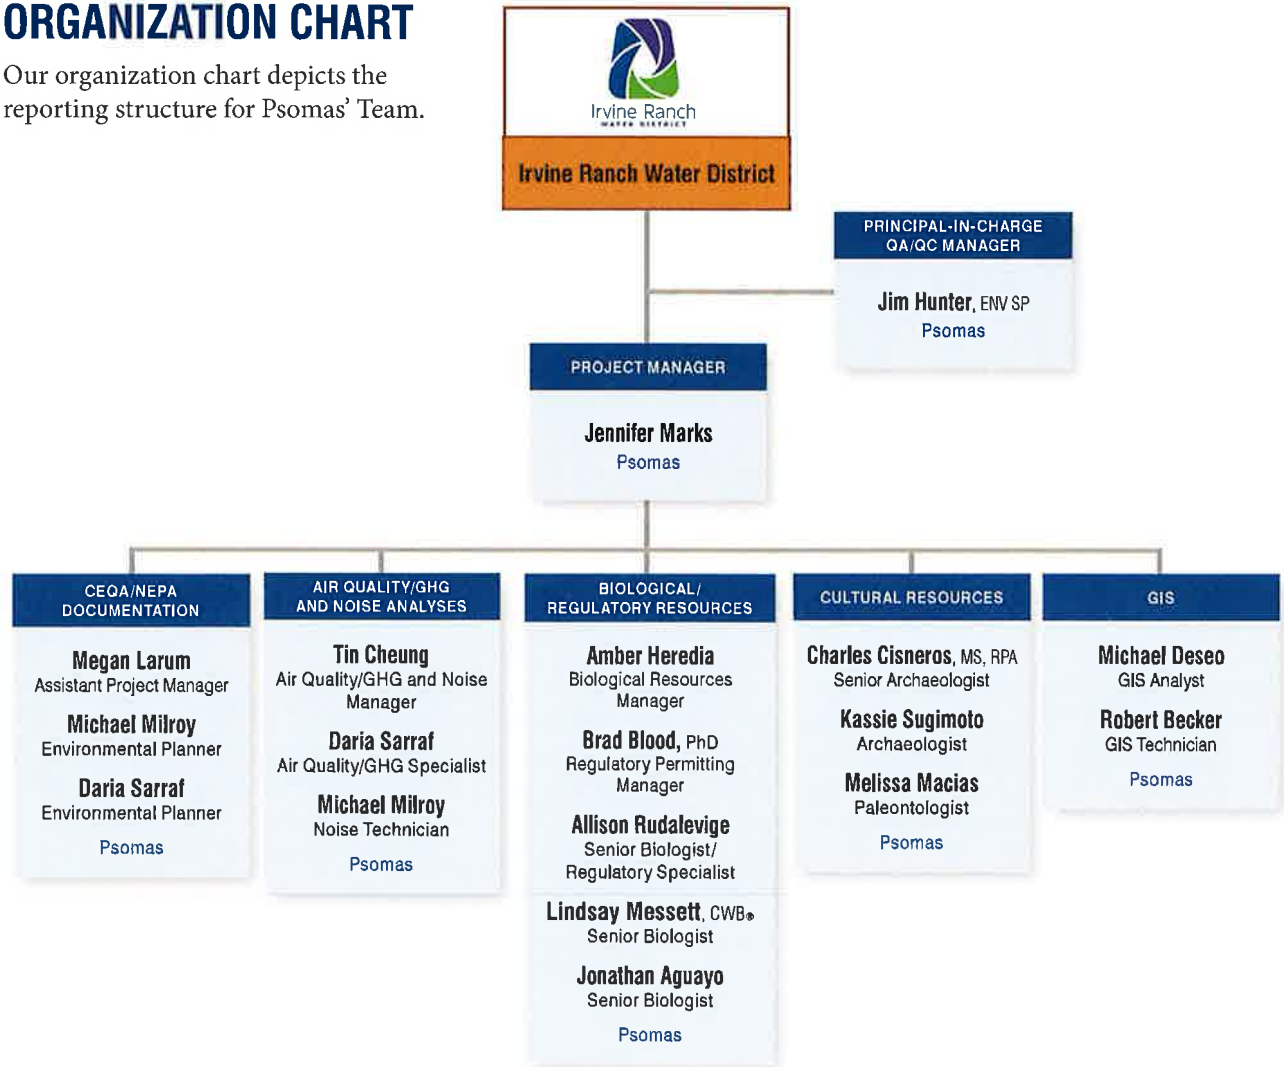 ORGANIZATION CHART
Our organization chart depicts the
reporting structure for Psomas' Team.
Irvine Ranch
WATER DISTRICT
Irvine Ranch Water District
PRINCIPAL-IN-CHARGE
QA/QC MANAGER
Jim Hunter, ENV SP
Psomas
PROJECT MANAGER
Jennifer Marks
Psomas
CEQA/NEPA
DOCUMENTATION
Megan Larum
Assistant Project Manager
Michael Milroy
Environmental Planner
Daria Sarraf
Environmental Planner
Psomas
AIR QUALITY/GHG
AND NOISE ANALYSES
Tin Cheung
Air Quality/GHG and Noise
Manager
Daria Sarraf
Air Quality/GHG Specialist
Michael Milroy
Noise Technician
Psomas
BIOLOGICAL/
REGULATORY RESOURCES
Amber Heredia
Biological Resources
Manager
Brad Blood, PhD
Regulatory Permitting
Manager
Allison Rudalevige
Senior Biologist/
Regulatory Specialist
Lindsay Messett, CWB®
Senior Biologist
Jonathan Aguayo
Senior Biologist
Psomas
CULTURAL RESOURCES
Charles Cisneros, MS, RPA
Senior Archaeologist
Kassie Sugimoto
Archaeologist
Melissa Macias
Paleontologist
Psomas
GIS
Michael Deseo
GIS Analyst
Robert Becker
GIS Technician
Psomas